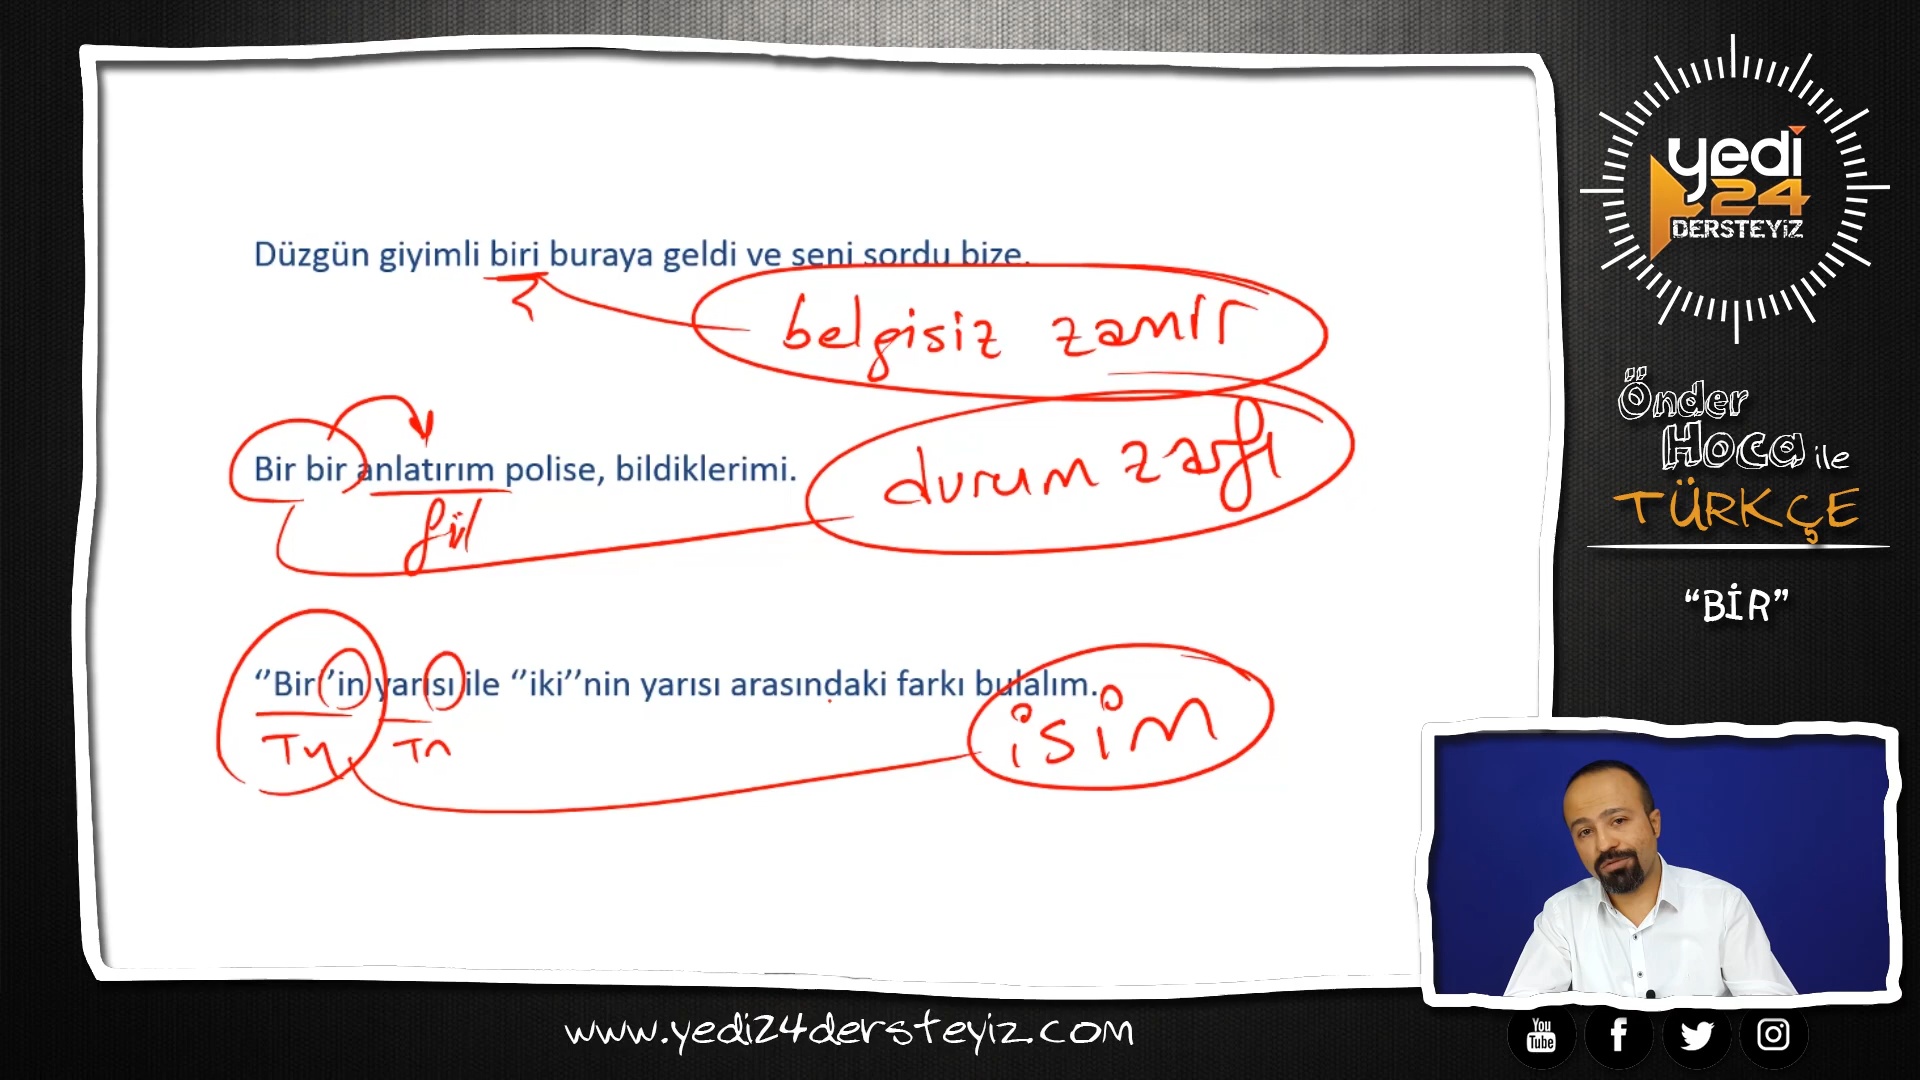 Düzgün giyimli biri buraya geldi ve seni sordu bize.
belgisiz zamir
Bir bir anlatırım polise, bildiklerimi.
durum zarfı
fiil
‘’Bir’’in yarısı ile ‘’iki’’nin yarısı arasındaki farkı bulalım.
isim
Ty Tn
yedi
24
DERSTEYİZ
Önder
Hoca ile
TÜRKÇE
“BİR”
www.yedi24dersteyiz.com
You
Tube